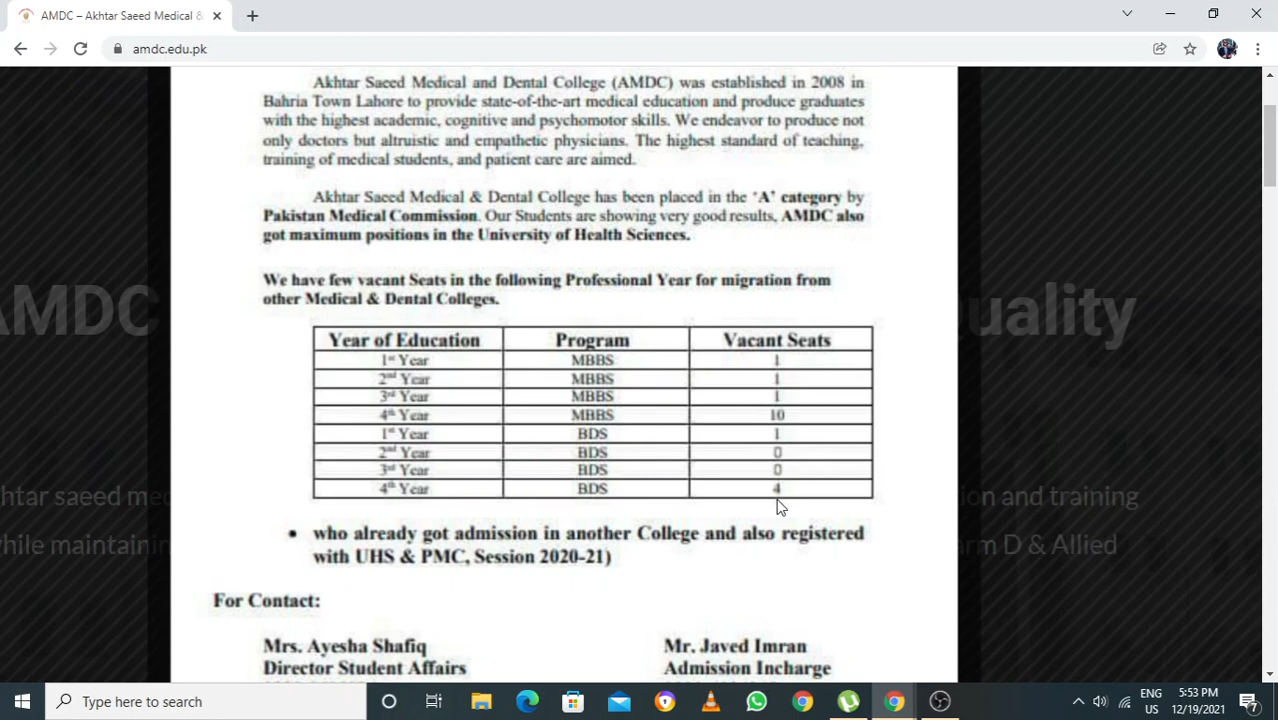 AMDC – Akhtar Saeed Medical &
amdc.edu.pk
Akhtar Saeed Medical and Dental College (AMDC) was established in 2008 in
Bahria Town Lahore to provide state-of-the-art medical education and produce graduates
with the highest academic, cognitive and psychomotor skills. We endeavor to produce not
only doctors but altruistic and empathetic physicians. The highest standard of teaching,
training of medical students, and patient care are aimed.
Akhtar Saeed Medical & Dental College has been placed in the 'A' category by
Pakistan Medical Commission. Our Students are showing very good results, AMDC also
got maximum positions in the University of Health Sciences.
We have few vacant Seats in the following Professional Year for migration from
other Medical & Dental Colleges.
Year of Education Program Vacant Seats
1st Year MBBS 1
2nd Year MBBS 1
3rd Year MBBS 1
4th Year MBBS 10
1st Year BDS 1
2nd Year BDS 0
3rd Year BDS 0
4th Year BDS 4
• who already got admission in another College and also registered
with UHS & PMC, Session 2020-21)
For Contact:
Mrs. Ayesha Shafiq Mr. Javed Imran
Director Student Affairs Admission Incharge
AMDC uality
htar saeed me ion and training
while maintainin rm D & Allied
Type here to search
ENG 5:53 PM
US 12/19/2021
7